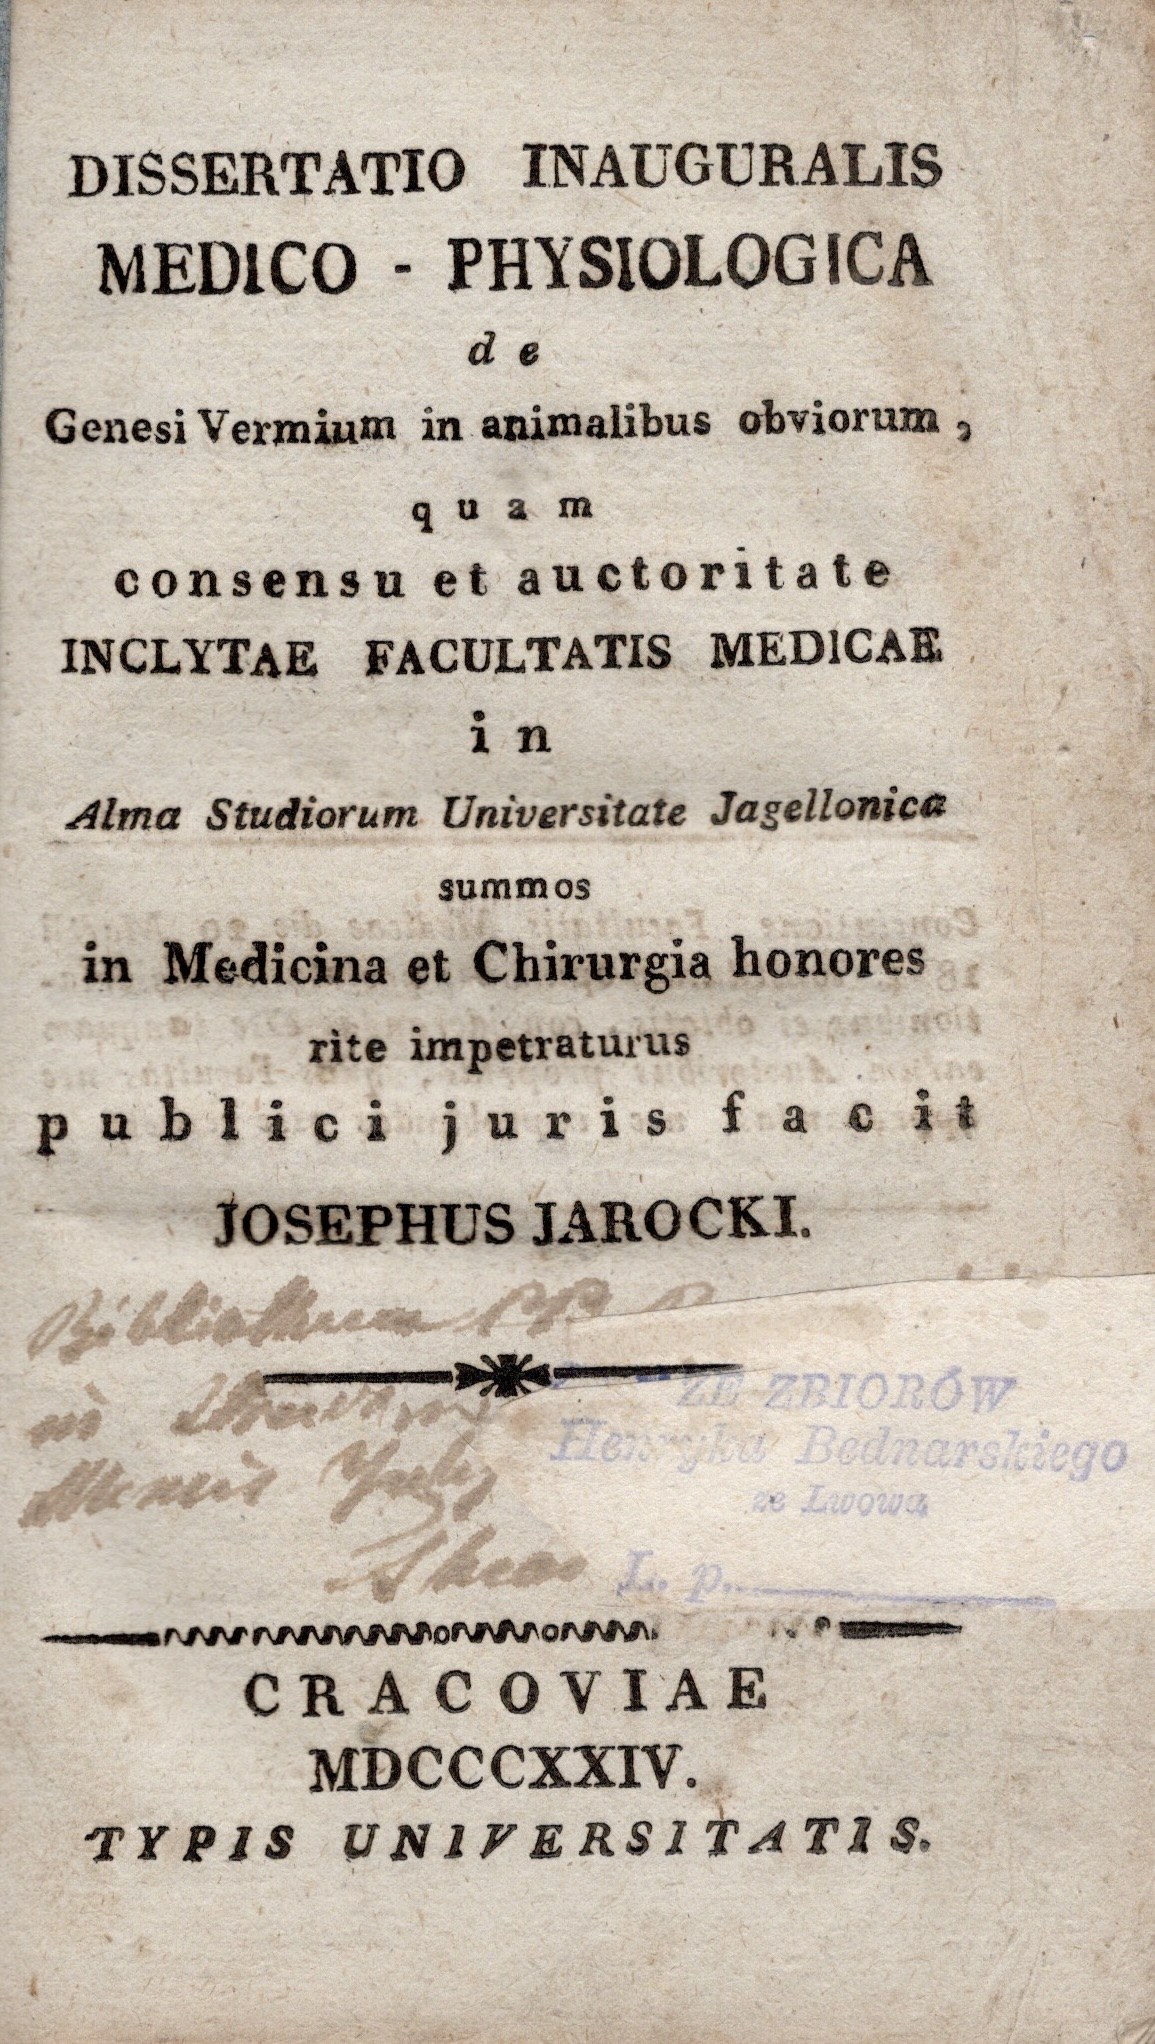 DISSERTATIO INAUGURALIS
MEDICO - PHYSIOLOGICA
de
Genesi Vermium in animalibus obviorum,
quam
consensu et auctoritate
INCLYTAE FACULTATIS MEDICAE
in
Alma Studiorum Universitate Jagellonica
summos
in Medicina et Chirurgia honores
rite impetraturus
publici juris facit
JOSEPHUS JAROCKI.
PP
ZE ZBIORÓW
Henryka Bednarskiego
ze Lwowa
L. p.
CRACOVIAE
MDCCCXXIV.
TYPIS UNIVERSITATIS.